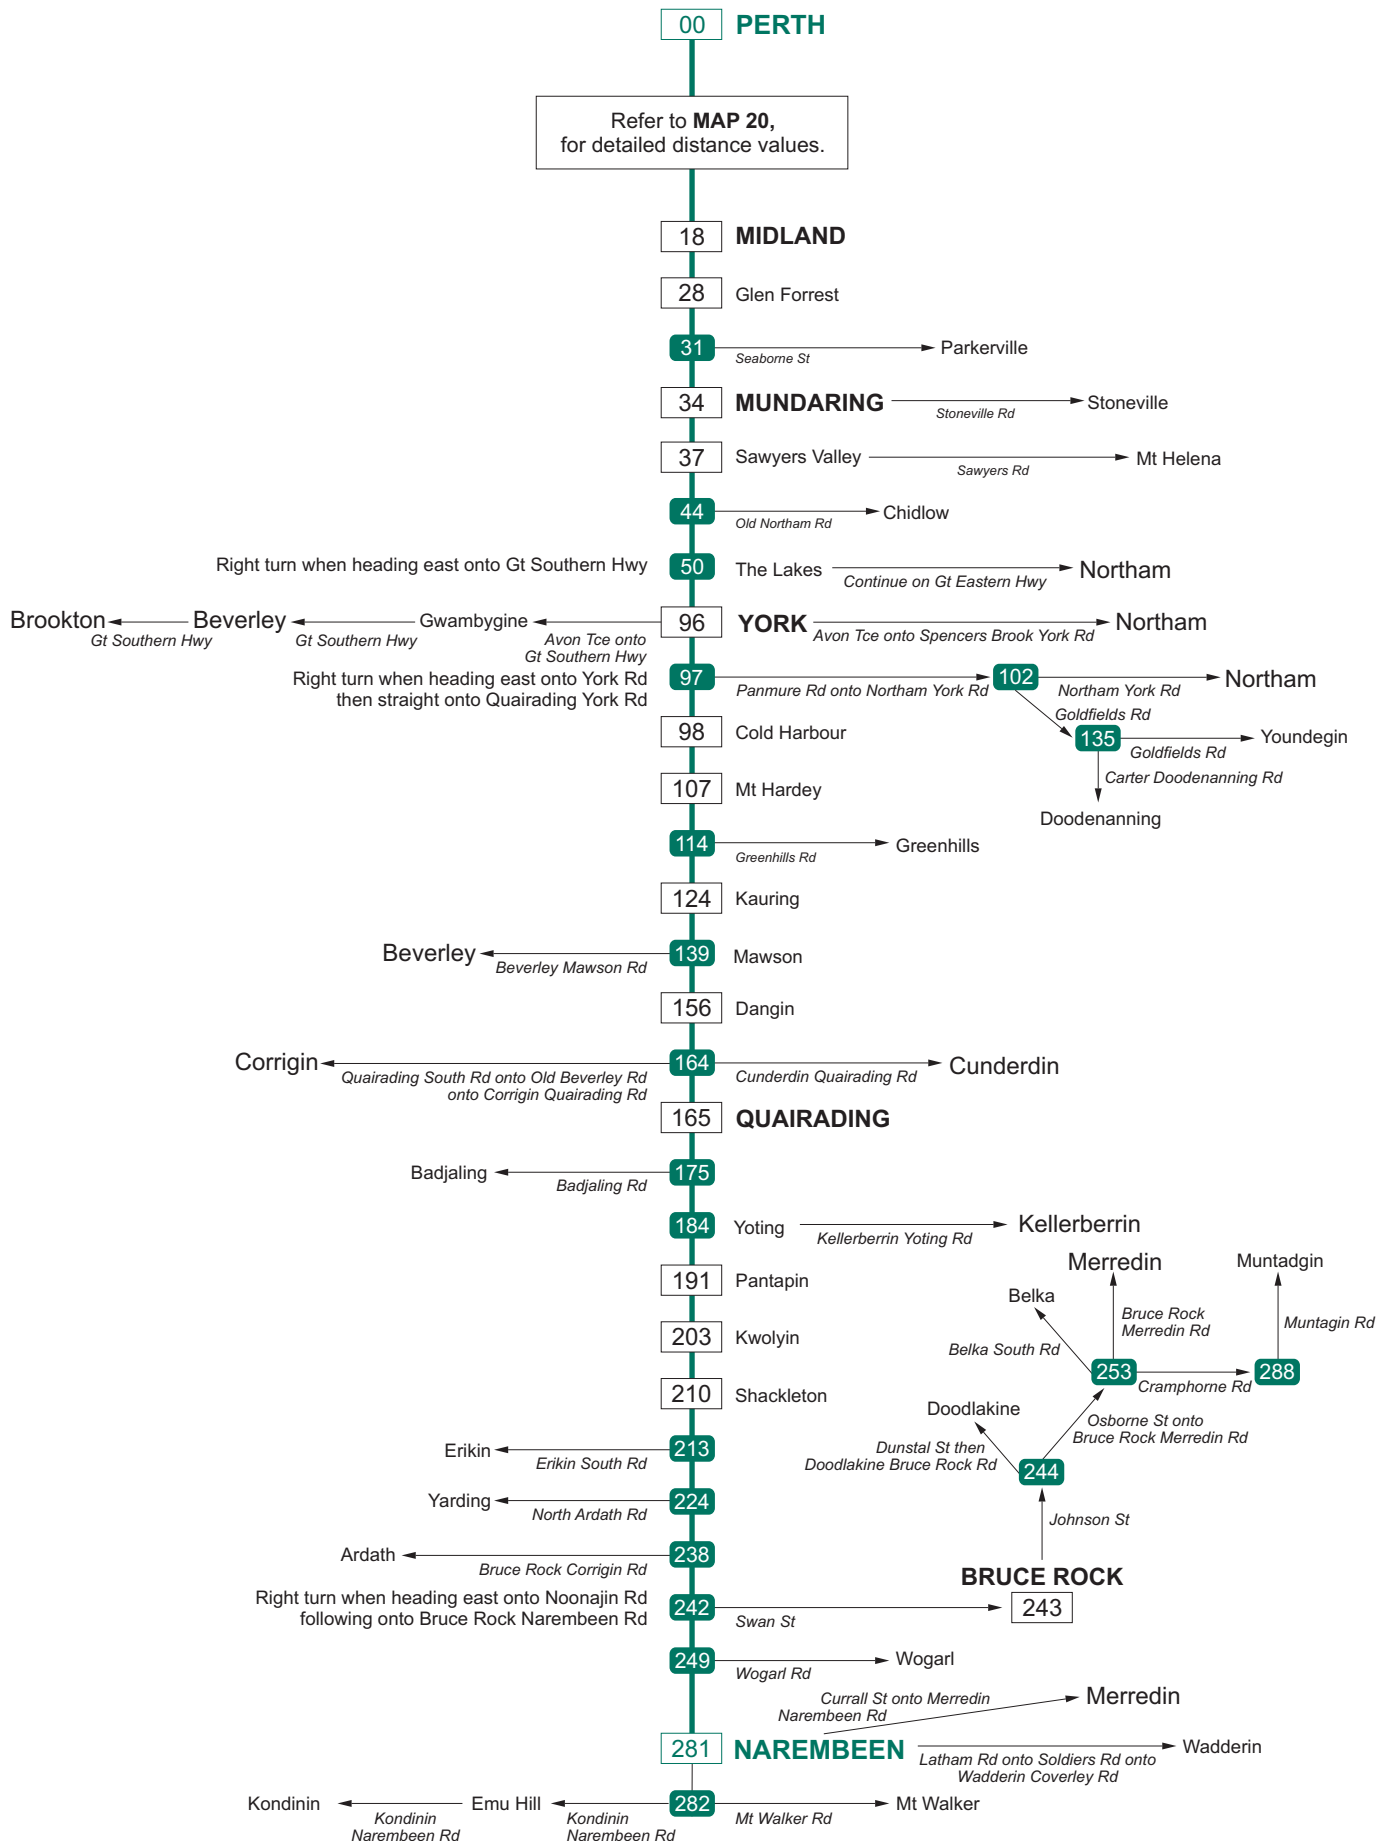 00 PERTH
Refer to MAP 20,
for detailed distance values.
18 MIDLAND
28 Glen Forrest
31 Parkerville
Seaborne St
34 MUNDARING Stoneville
Stoneville Rd
37 Sawyers Valley Mt Helena
Sawyers Rd
44 Chidlow
Old Northam Rd
Right turn when heading east onto Gt Southern Hwy 50 The Lakes Northam
Continue on Gt Eastern Hwy
Brookton Beverley Gwambygine 96 YORK Northam
Gt Southern Hwy Gt Southern Hwy Avon Tce onto Avon Tce onto Spencers Brook York Rd
Gt Southern Hwy
Right turn when heading east onto York Rd 97 102 Northam
then straight onto Quairading York Rd Panmure Rd onto Northam York Rd Northam York Rd
Goldfields Rd
98 Cold Harbour 135 Youndegin
Goldfields Rd
Carter Doodenanning Rd
107 Mt Hardey
Doodenanning
114 Greenhills
Greenhills Rd
124 Kauring
Beverley 139 Mawson
Beverley Mawson Rd
156 Dangin
Corrigin 164 Cunderdin
Quairading South Rd onto Old Beverley Rd Cunderdin Quairading Rd
onto Corrigin Quairading Rd
165 QUAIRADING
Badjaling 175
Badjaling Rd
184 Yoting Kellerberrin
Kellerberrin Yoting Rd
Merredin Muntadgin
191 Pantapin
Belka
Bruce Rock
Merredin Rd
Muntagin Rd
203 Kwolyin
Belka South Rd
253 288
Cramphorne Rd
210 Shackleton
Doodlakine
Osborne St onto
Bruce Rock Merredin Rd
Erikin 213
Erikin South Rd
Dunstal St then
Doodlakine Bruce Rock Rd
244
Yarding 224
North Ardath Rd
Johnson St
Ardath 238
Bruce Rock Corrigin Rd
BRUCE ROCK
Right turn when heading east onto Noonajin Rd
following onto Bruce Rock Narembeen Rd
242 243
Swan St
249 Wogarl
Wogarl Rd
Currall St onto Merredin
Narembeen Rd
Merredin
281 NAREMBEEN Wadderin
Latham Rd onto Soldiers Rd onto
Wadderin Coverley Rd
Kondinin Emu Hill 282 Mt Walker
Kondinin
Narembeen Rd
Kondinin
Narembeen Rd
Mt Walker Rd